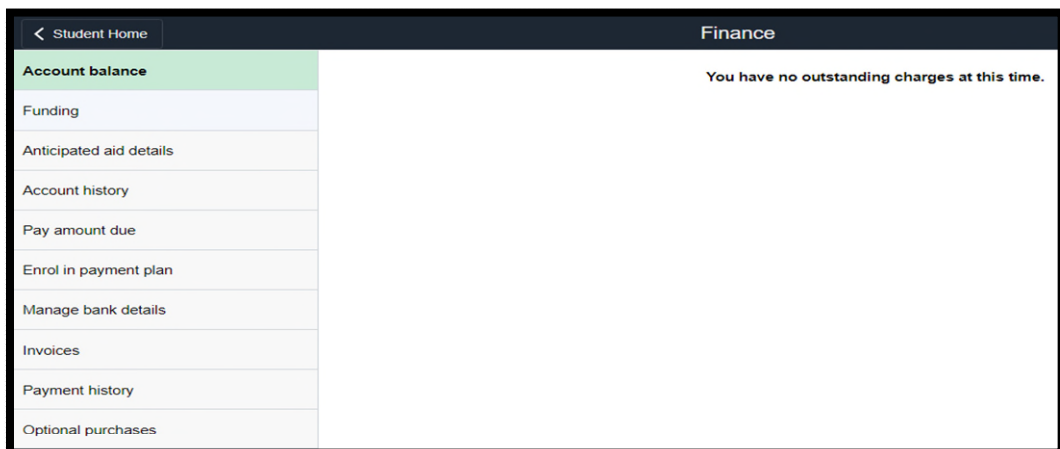 Student Home
Finance
Account balance
You have no outstanding charges at this time.
Funding
Anticipated aid details
Account history
Pay amount due
Enrol in payment plan
Manage bank details
Invoices
Payment history
Optional purchases